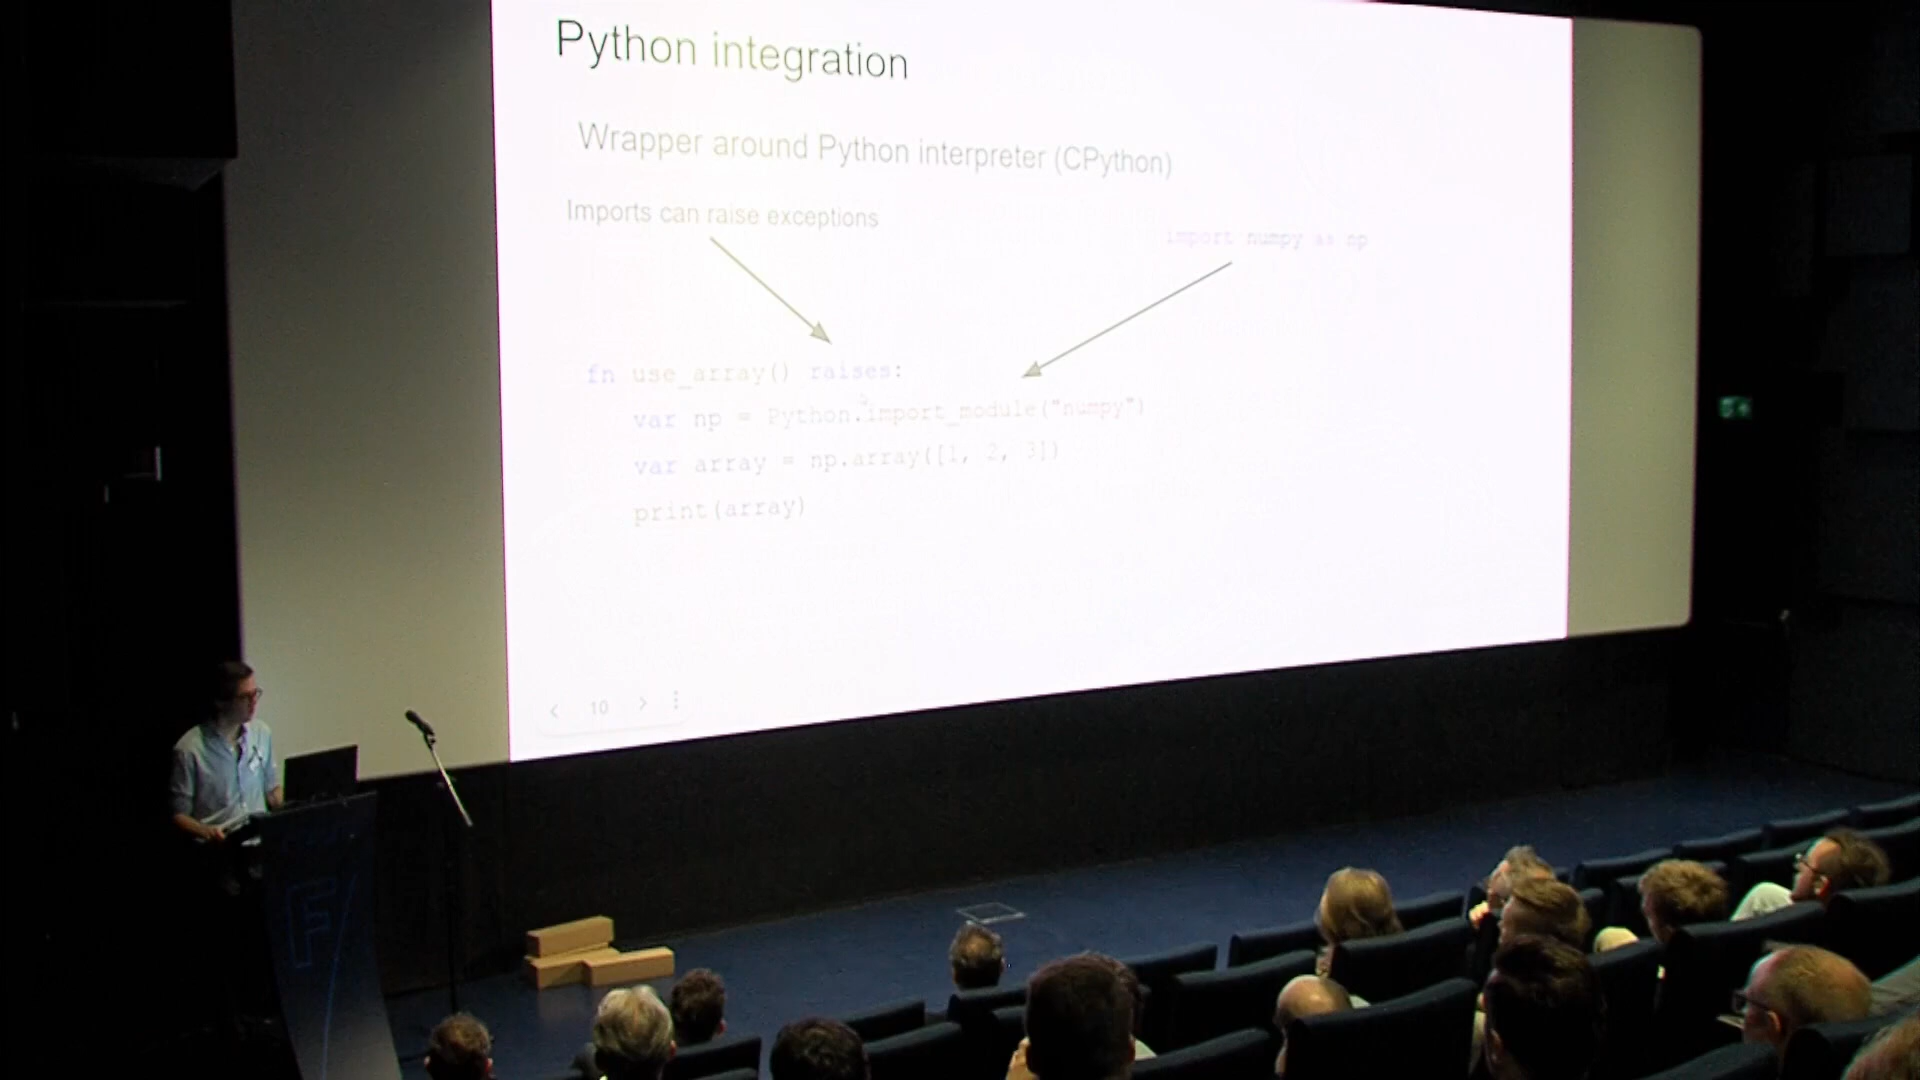 Python integration
Wrapper around Python interpreter (CPython)
Imports can raise exceptions
import numpy as np
fn use_array() raises:
var np = Python.import_module("numpy")
var array = np.array([1, 2, 3])
print(array)
10
F